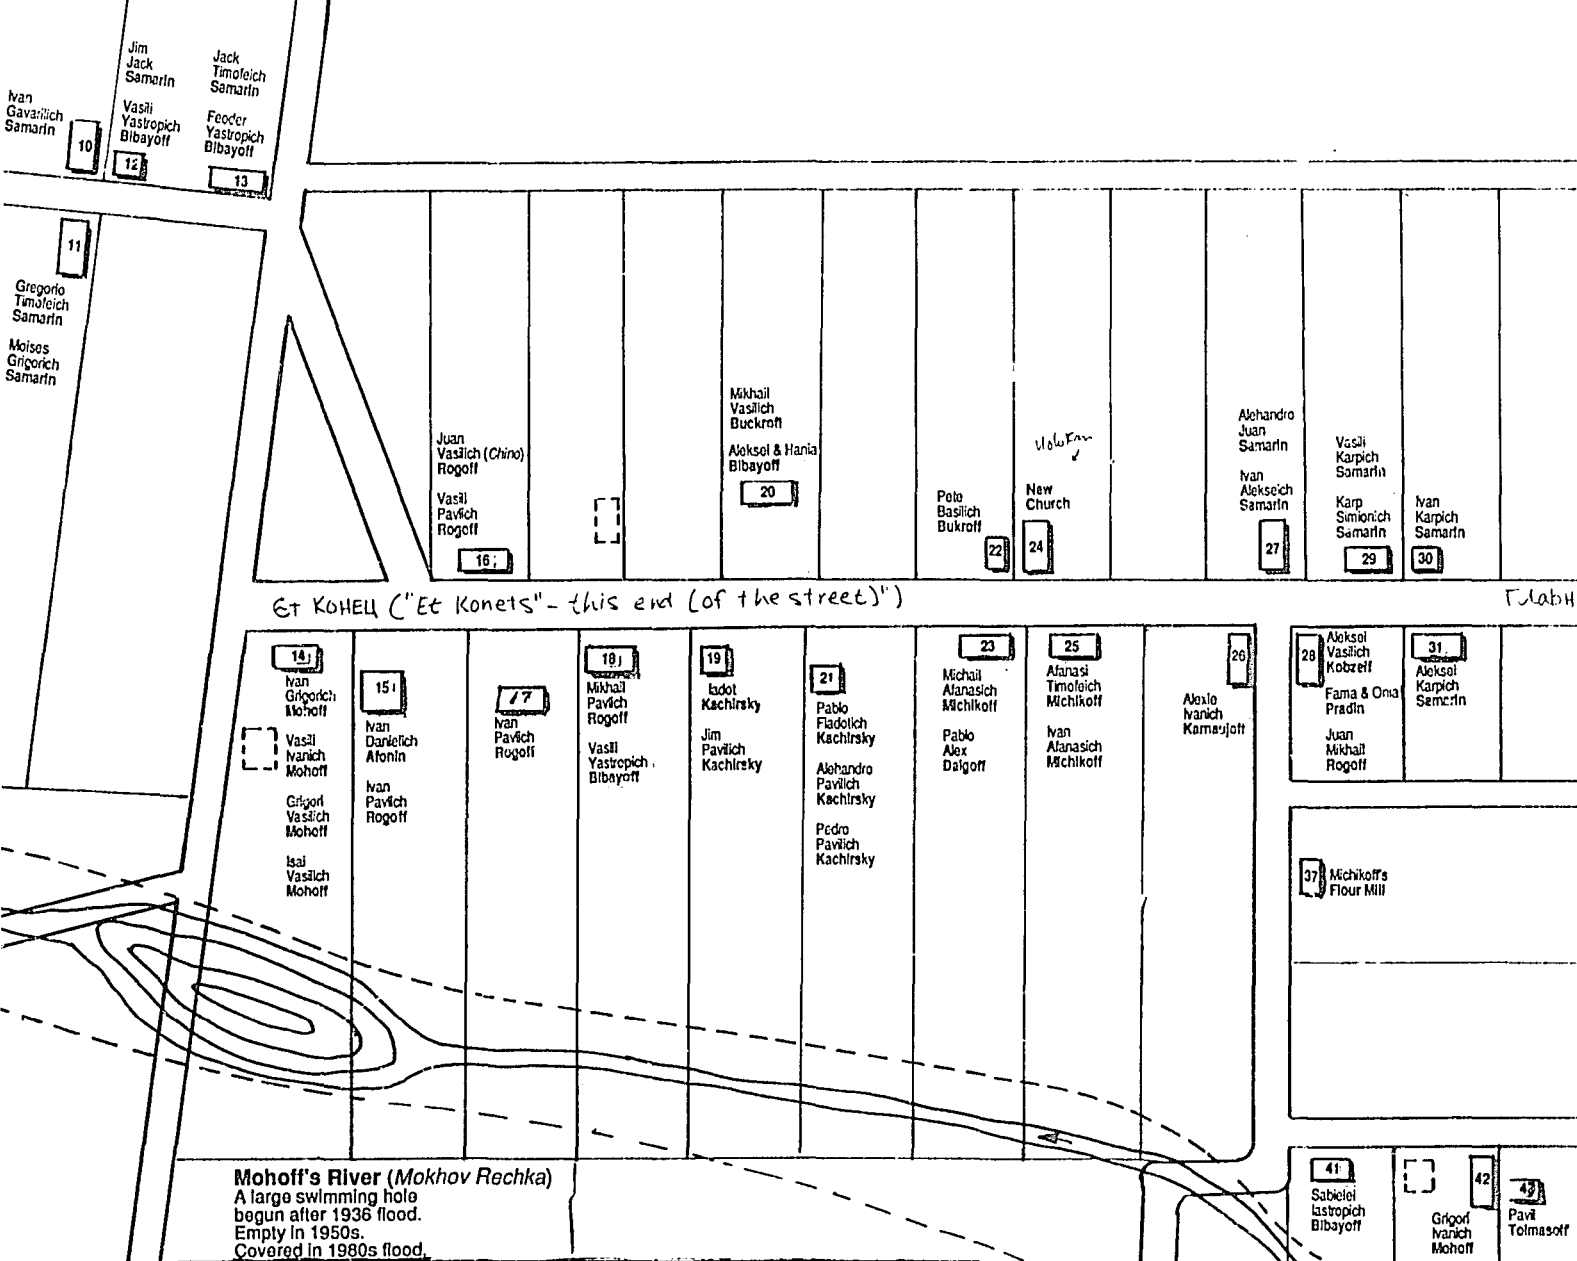 Jim
Jack
Samarin
Vasili
Yastropich
Bibayoff
12
Jack
Timofeich
Samarin
Feoder
Yastropich
Bibayoff
13
Ivan
Gavarilich
Samarin
10
11
Gregorio
Timofeich
Samarin
Moises
Grigorich
Samarin
Juan
Vasilich (Chino)
Rogoff
Vasili
Pavlich
Rogoff
16
Mikhail
Vasilich
Buckroff
Aleksei & Hania
Bibayoff
20
Pete
Basilich
Bukroff
22
New
Church
24
Alehandro
Juan
Samarin
Ivan
Alekseich
Samarin
27
Vasili
Karpich
Samarin
Karp
Simionich
Samarin
29
Ivan
Karpich
Samarin
30
Ет Конец ("Et Konets" - this end (of the street)")
Главн
14
Ivan
Grigorich
Mohoff
Vasili
Ivanich
Mohoff
Grigori
Vasilich
Mohoff
Isai
Vasilich
Mohoff
15
Ivan
Danielich
Afonin
Ivan
Pavlich
Rogoff
17
Ivan
Pavlich
Rogoff
18
Mikhail
Pavlich
Rogoff
Vasili
Yastropich
Bibayoff
19
Fadot
Kachirsky
Jim
Pavilich
Kachirsky
21
Pablo
Fiadotich
Kachirsky
Alehandro
Pavilich
Kachirsky
Pedro
Pavilich
Kachirsky
23
Michail
Afanasich
Michikoff
Pablo
Alex
Dalgoff
25
Afanasi
Timofeich
Michikoff
Ivan
Afanasich
Michikoff
26
Alexio
Ivanich
Karnaujoff
28
Aleksei
Vasilich
Kobzeff
Fama & Onia
Pradin
Juan
Mikhail
Rogoff
31
Aleksei
Karpich
Samarin
37
Michikoff's
Flour Mill
Mohoff's River (Mokhov Rechka)
A large swimming hole
begun after 1936 flood.
Empty in 1950s.
Covered in 1980s flood.
41
Sabielei
Iastropich
Bibayoff
42
Grigori
Ivanich
Mohoff
Pavil
Tolmasoff